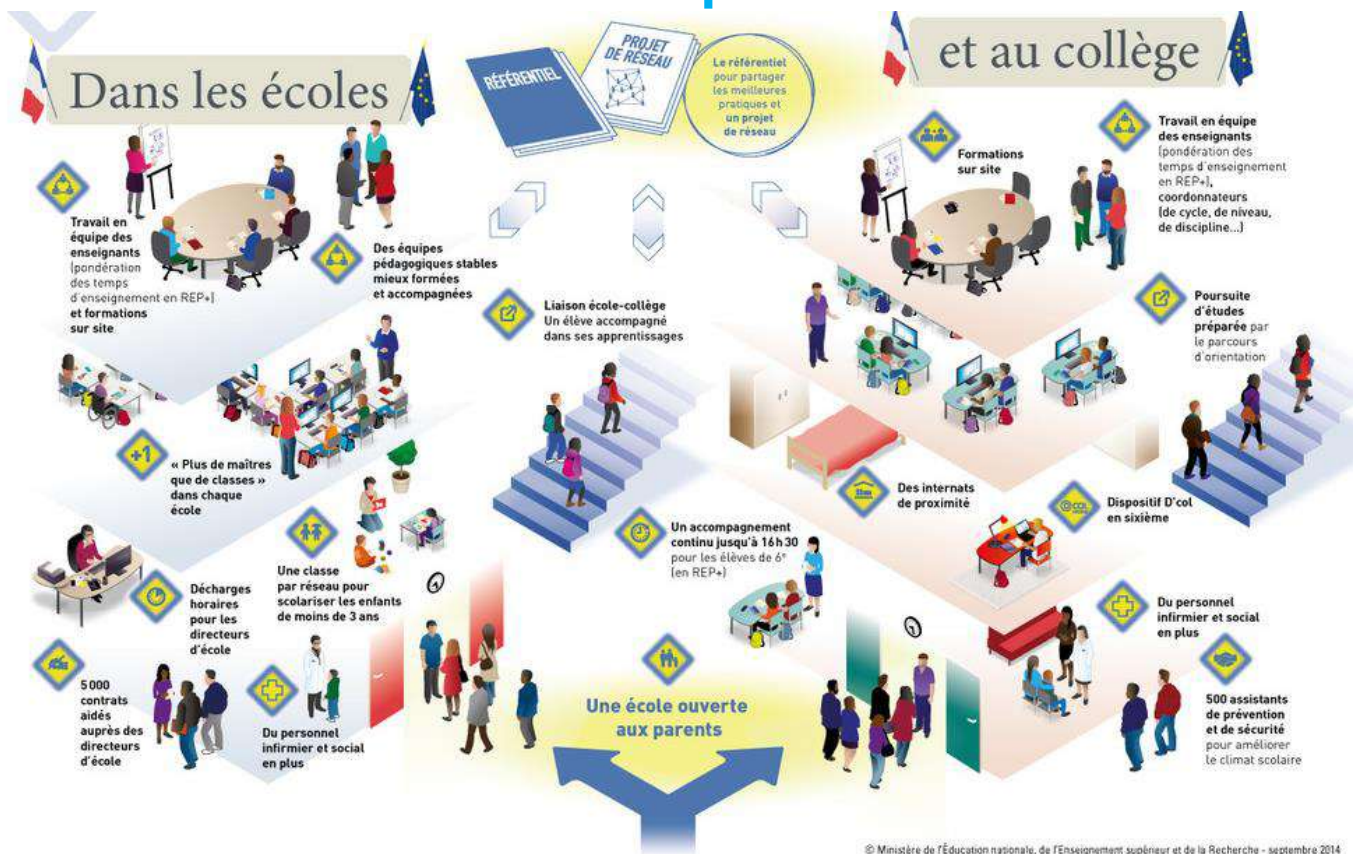 Dans les écoles
RÉFÉRENTIEL
PROJET
DE RÉSEAU
Le référentiel
pour partager
les meilleures
pratiques et
un projet
de réseau
et au collège
Travail en
équipe des
enseignants
(pondération
des temps
d'enseignement en REP+)
et formations
sur site
Des équipes
pédagogiques stables
mieux formées
et accompagnées
+1
« Plus de maîtres
que de classes »
dans chaque
école
Une classe
par réseau pour
scolariser les enfants
de moins de 3 ans
Décharges
horaires
pour les
directeurs
d'école
5 000
contrats
aidés
auprès des
directeurs
d'école
Du personnel
infirmier et social
en plus
Liaison école-collège
Un élève accompagné
dans ses apprentissages
Un accompagnement
continu jusqu'à 16 h 30
pour les élèves de 6e
(en REP+)
Une école ouverte
aux parents
Formations
sur site
Travail en équipe
des enseignants
(pondération des
temps d'enseignement
en REP+),
coordonnateurs
(de cycle, de niveau,
de discipline...)
Poursuite
d'études
préparée par
le parcours
d'orientation
Des internats
de proximité
@COL
Dispositif D'col
en sixième
Du personnel
infirmier et social
en plus
500 assistants
de prévention
et de sécurité
pour améliorer
le climat scolaire
© Ministère de l'Éducation nationale, de l'Enseignement supérieur et de la Recherche - septembre 2014